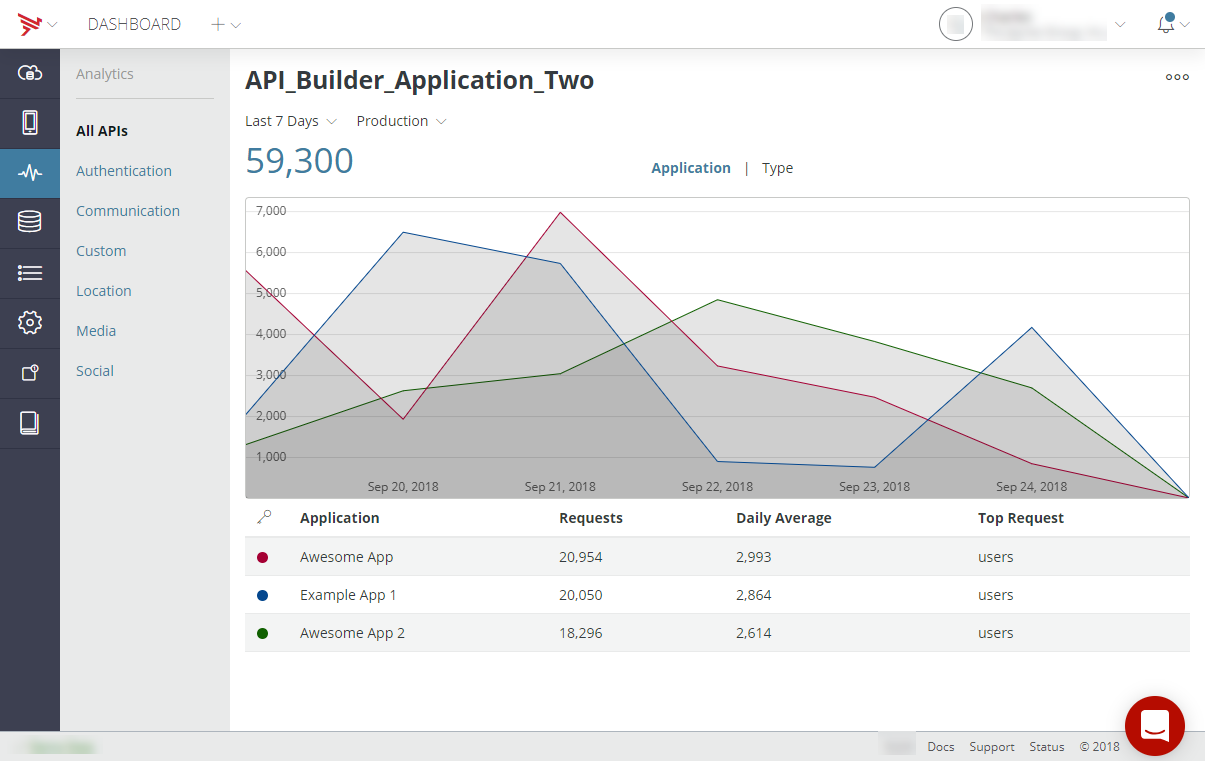 DASHBOARD
Analytics
All APIs
Authentication
Communication
Custom
Location
Media
Social
API_Builder_Application_Two
Last 7 Days Production
59,300
Application | Type
7,000
6,000
5,000
4,000
3,000
2,000
1,000
Sep 20, 2018 Sep 21, 2018 Sep 22, 2018 Sep 23, 2018 Sep 24, 2018
Application Requests Daily Average Top Request
Awesome App 20,954 2,993 users
Example App 1 20,050 2,864 users
Awesome App 2 18,296 2,614 users
Docs Support Status © 2018